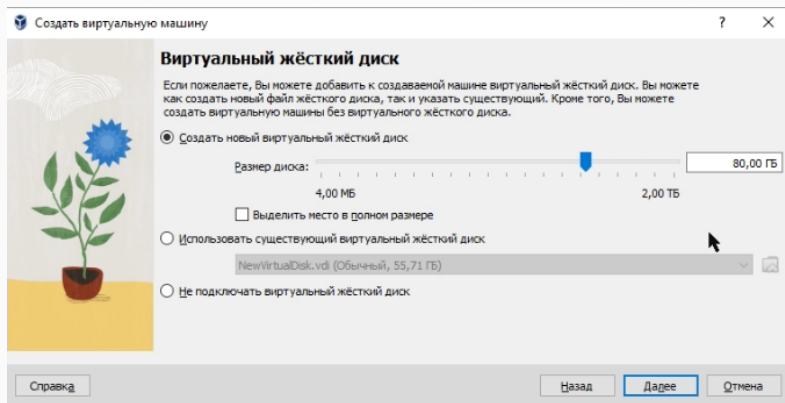 Создать виртуальную машину
Виртуальный жёсткий диск
Если пожелаете, Вы можете добавить к создаваемой машине виртуальный жёсткий диск. Вы можете
как создать новый файл жёсткого диска, так и указать существующий. Кроме того, Вы можете
создать виртуальную машины без виртуального жёсткого диска.
Создать новый виртуальный жёсткий диск
Размер диска: 80,00 ГБ
4,00 МБ 2,00 ТБ
Выделить место в полном размере
Использовать существующий виртуальный жёсткий диск
NewVirtualDisk.vdi (Обычный, 55,71 ГБ)
Не подключать виртуальный жёсткий диск
Справка Назад Далее Отмена